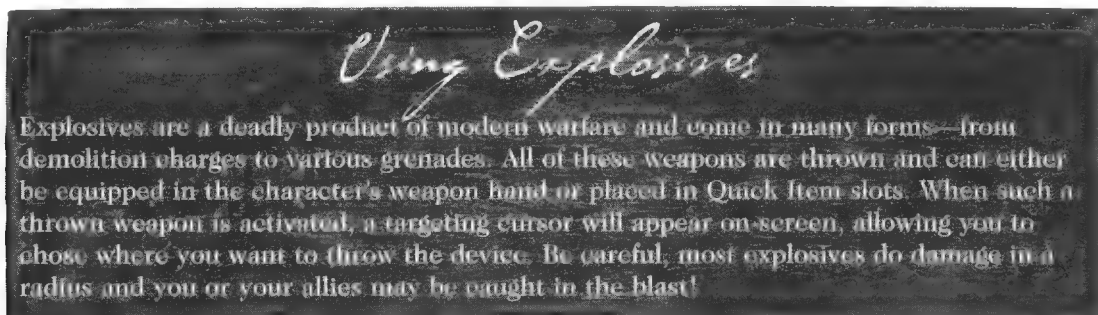 Using Explosives
Explosives are a deadly product of modern warfare and come in many forms—from
demolition charges to various grenades. All of these weapons are thrown and can either
be equipped in the character's weapon hand or placed in Quick Item slots. When such a
thrown weapon is activated, a targeting cursor will appear on-screen, allowing you to
chose where you want to throw the device. Be careful, most explosives do damage in a
radius and you or your allies may be caught in the blast!